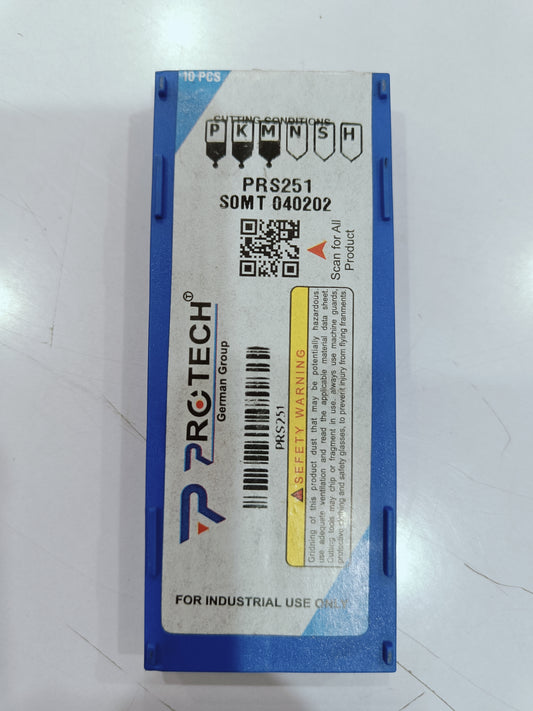 10 PCS
CUTTING CONDITIONS
P K M N S H
PRS251
SOMT 040202
Scan for All
Product
PROTECH
German Group
PRS251
SEFETY WARNING
Gridning of this product dust that may be potentially hazardous.
use adequate ventilation and read the applicable material data sheet.
Cutting tools may chip or fragment in use, always use machine guards,
protective clothing and safety glasses, to preverit injury from flying franments
FOR INDUSTRIAL USE ONLY